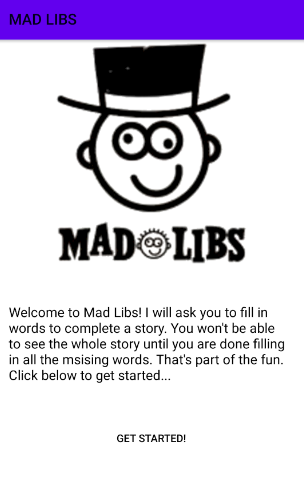 MAD LIBS
MAD LIBS
Welcome to Mad Libs! I will ask you to fill in
words to complete a story. You won't be able
to see the whole story until you are done filling
in all the msising words. That's part of the fun.
Click below to get started...
GET STARTED!